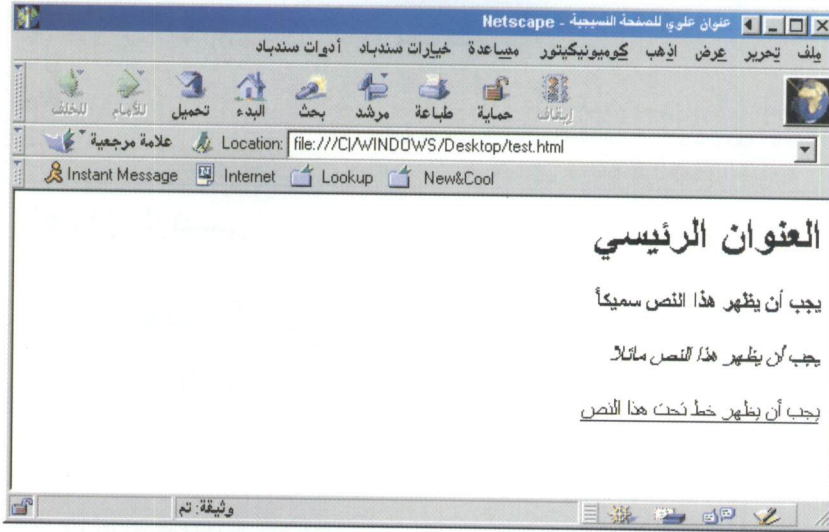 عنوان علوي للصفحة النسيجية - Netscape
ملف تحرير عرض اذهب كوميونيكيتور مساعدة خيارات سندباد أدوات سندباد
للخلف للأمام تحميل البدء بحث مرشد طباعة حماية إيقاف
علامة مرجعية Location: file:///C|/WINDOWS/Desktop/test.html
Instant Message Internet Lookup New&Cool
العنوان الرئيسي
يجب أن يظهر هذا النص سميكاً
يجب أن يظهر هذا النص مائلاً
يجب أن يظهر خط تحت هذا النص
وثيقة: تم